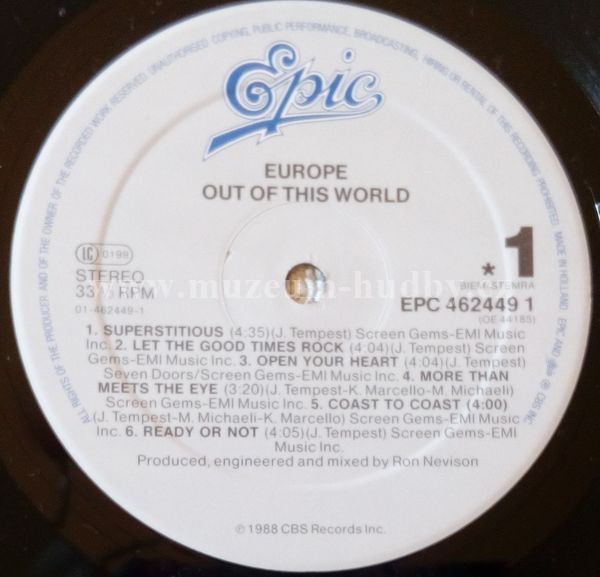 ALL RIGHTS OF THE PRODUCER AND OF THE OWNER OF THE RECORDED WORK RESERVED. UNAUTHORISED COPYING, PUBLIC PERFORMANCE, BROADCASTING, HIRING OR RENTAL OF THIS RECORDING PROHIBITED. MADE IN HOLLAND. EPIC AND ® CBS INC
Epic
EUROPE
OUT OF THIS WORLD
LC 0199
STEREO
33⅓ RPM
01-462449-1
* 1
BIEM-STEMRA
EPC 462449 1
(OE 44185)
www.muzeum-hudby.
1. SUPERSTITIOUS (4:35)(J. Tempest) Screen Gems-EMI Music
Inc. 2. LET THE GOOD TIMES ROCK (4:04)(J. Tempest) Screen
Gems-EMI Music Inc. 3. OPEN YOUR HEART (4:04)(J. Tempest)
Seven Doors/Screen Gems-EMI Music Inc. 4. MORE THAN
MEETS THE EYE (3:20)(J. Tempest-K. Marcello-M. Michaeli)
Screen Gems-EMI Music Inc. 5. COAST TO COAST (4:00)
(J. Tempest-M. Michaeli-K. Marcello) Screen Gems-EMI Music
Inc. 6. READY OR NOT (4:05)(J. Tempest) Screen Gems-EMI
Music Inc.
Produced, engineered and mixed by Ron Nevison
℗ 1988 CBS Records Inc.